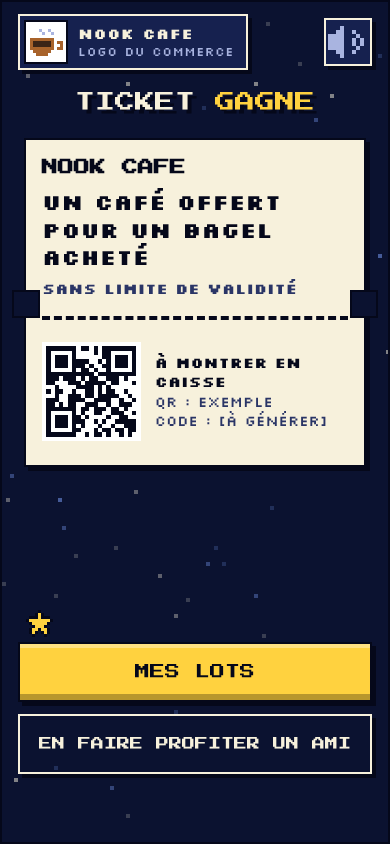 NOOK CAFE
LOGO DU COMMERCE
TICKET GAGNE
NOOK CAFE
UN CAFÉ OFFERT
POUR UN BAGEL
ACHETÉ
SANS LIMITE DE VALIDITÉ
À MONTRER EN
CAISSE
QR : EXEMPLE
CODE : [À GÉNÉRER]
MES LOTS
EN FAIRE PROFITER UN AMI